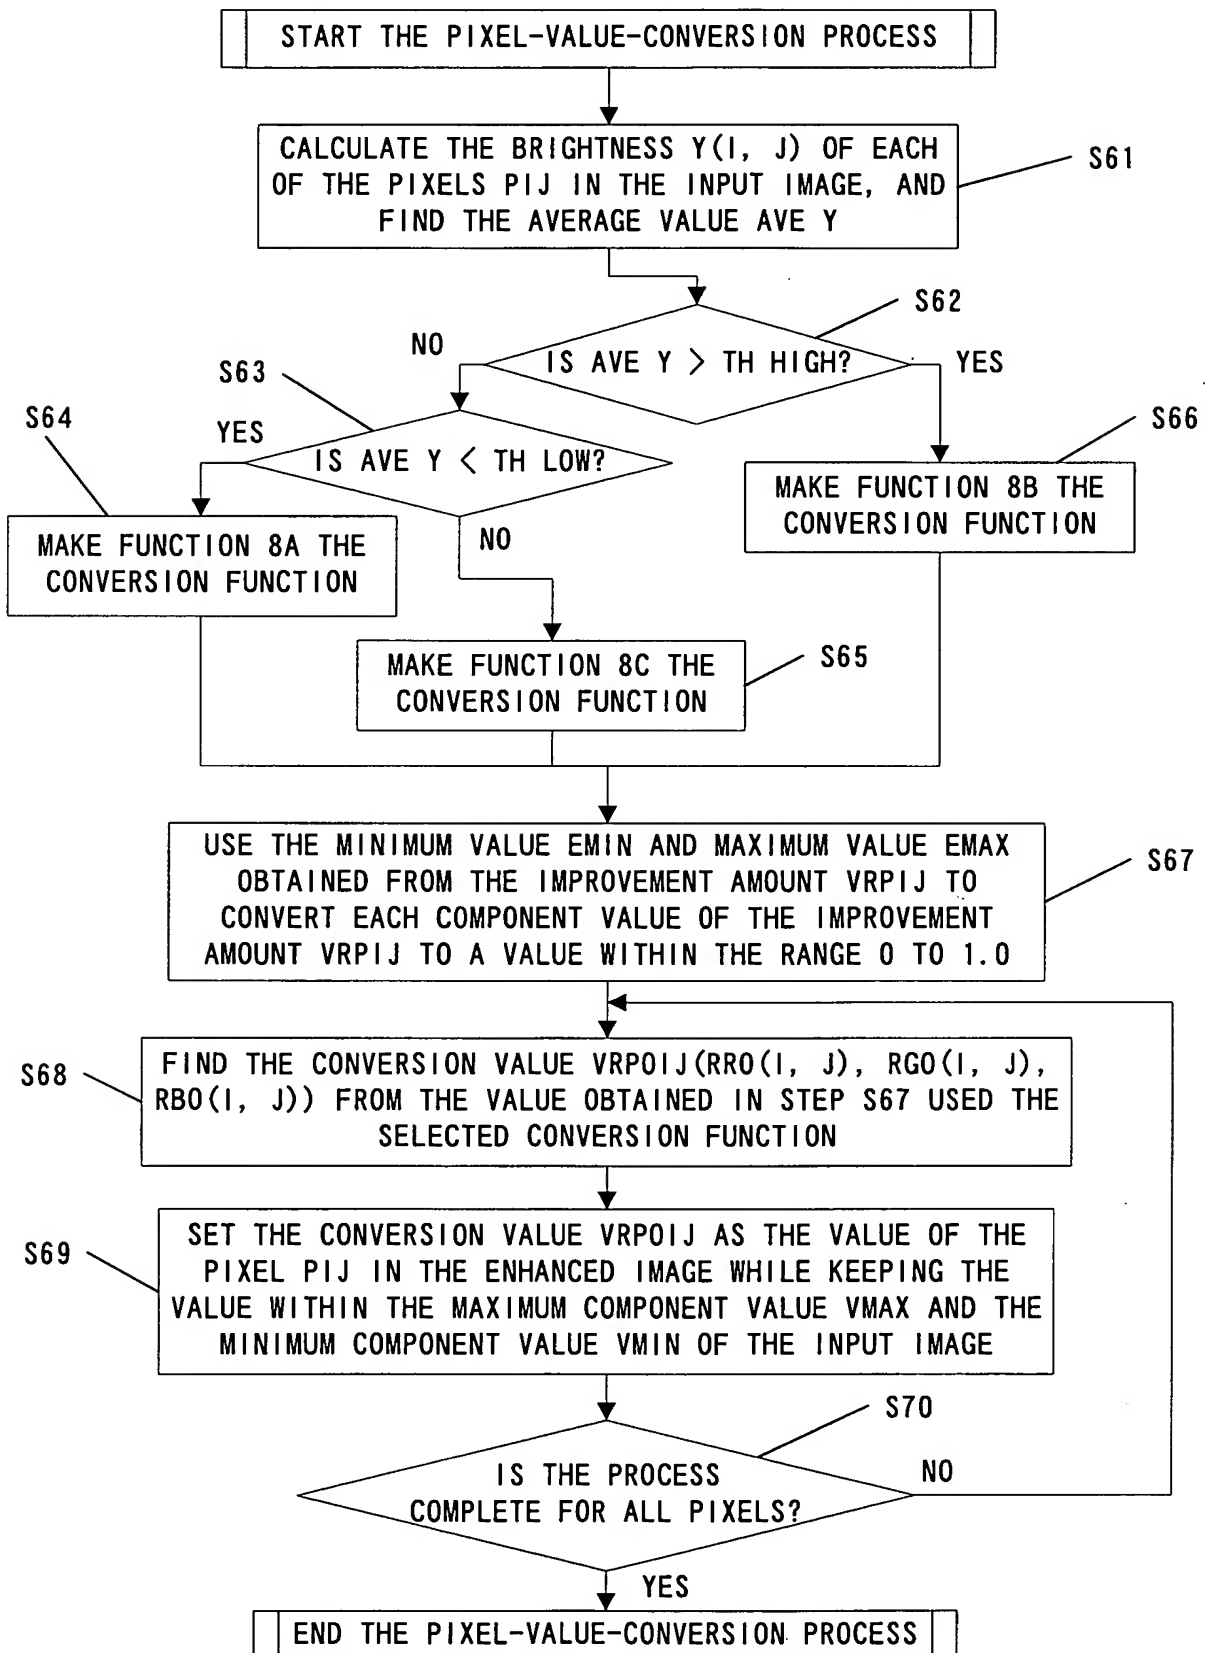 START THE PIXEL-VALUE-CONVERSION PROCESS
CALCULATE THE BRIGHTNESS Y(I, J) OF EACH
OF THE PIXELS PIJ IN THE INPUT IMAGE, AND
FIND THE AVERAGE VALUE AVE Y
S61
S62
IS AVE Y > TH HIGH?
NO
YES
S63
IS AVE Y < TH LOW?
YES
NO
S64
MAKE FUNCTION 8A THE
CONVERSION FUNCTION
S66
MAKE FUNCTION 8B THE
CONVERSION FUNCTION
MAKE FUNCTION 8C THE
CONVERSION FUNCTION
S65
USE THE MINIMUM VALUE EMIN AND MAXIMUM VALUE EMAX
OBTAINED FROM THE IMPROVEMENT AMOUNT VRPIJ TO
CONVERT EACH COMPONENT VALUE OF THE IMPROVEMENT
AMOUNT VRPIJ TO A VALUE WITHIN THE RANGE 0 TO 1.0
S67
S68
FIND THE CONVERSION VALUE VRPOIJ(RRO(I, J), RGO(I, J),
RBO(I, J)) FROM THE VALUE OBTAINED IN STEP S67 USED THE
SELECTED CONVERSION FUNCTION
S69
SET THE CONVERSION VALUE VRPOIJ AS THE VALUE OF THE
PIXEL PIJ IN THE ENHANCED IMAGE WHILE KEEPING THE
VALUE WITHIN THE MAXIMUM COMPONENT VALUE VMAX AND THE
MINIMUM COMPONENT VALUE VMIN OF THE INPUT IMAGE
S70
IS THE PROCESS
COMPLETE FOR ALL PIXELS?
NO
YES
END THE PIXEL-VALUE-CONVERSION PROCESS